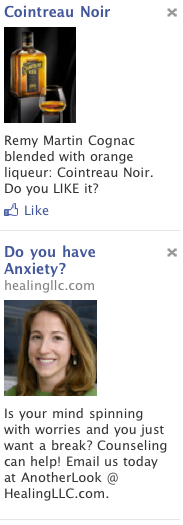 Cointreau Noir
Remy Martin Cognac
blended with orange
liqueur: Cointreau Noir.
Do you LIKE it?
Like
Do you have
Anxiety?
healingllc.com
Is your mind spinning
with worries and you just
want a break? Counseling
can help! Email us today
at AnotherLook @
HealingLLC.com.